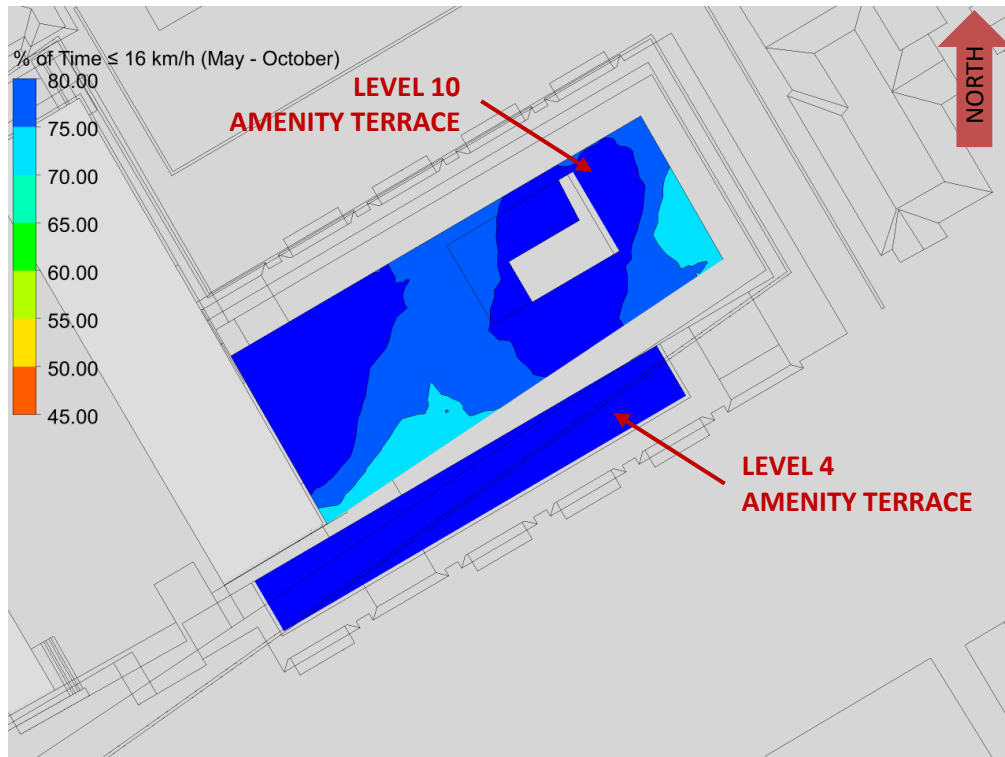 % of Time ≤ 16 km/h (May - October)
80.00
75.00
70.00
65.00
60.00
55.00
50.00
45.00
LEVEL 10
AMENITY TERRACE
NORTH
LEVEL 4
AMENITY TERRACE